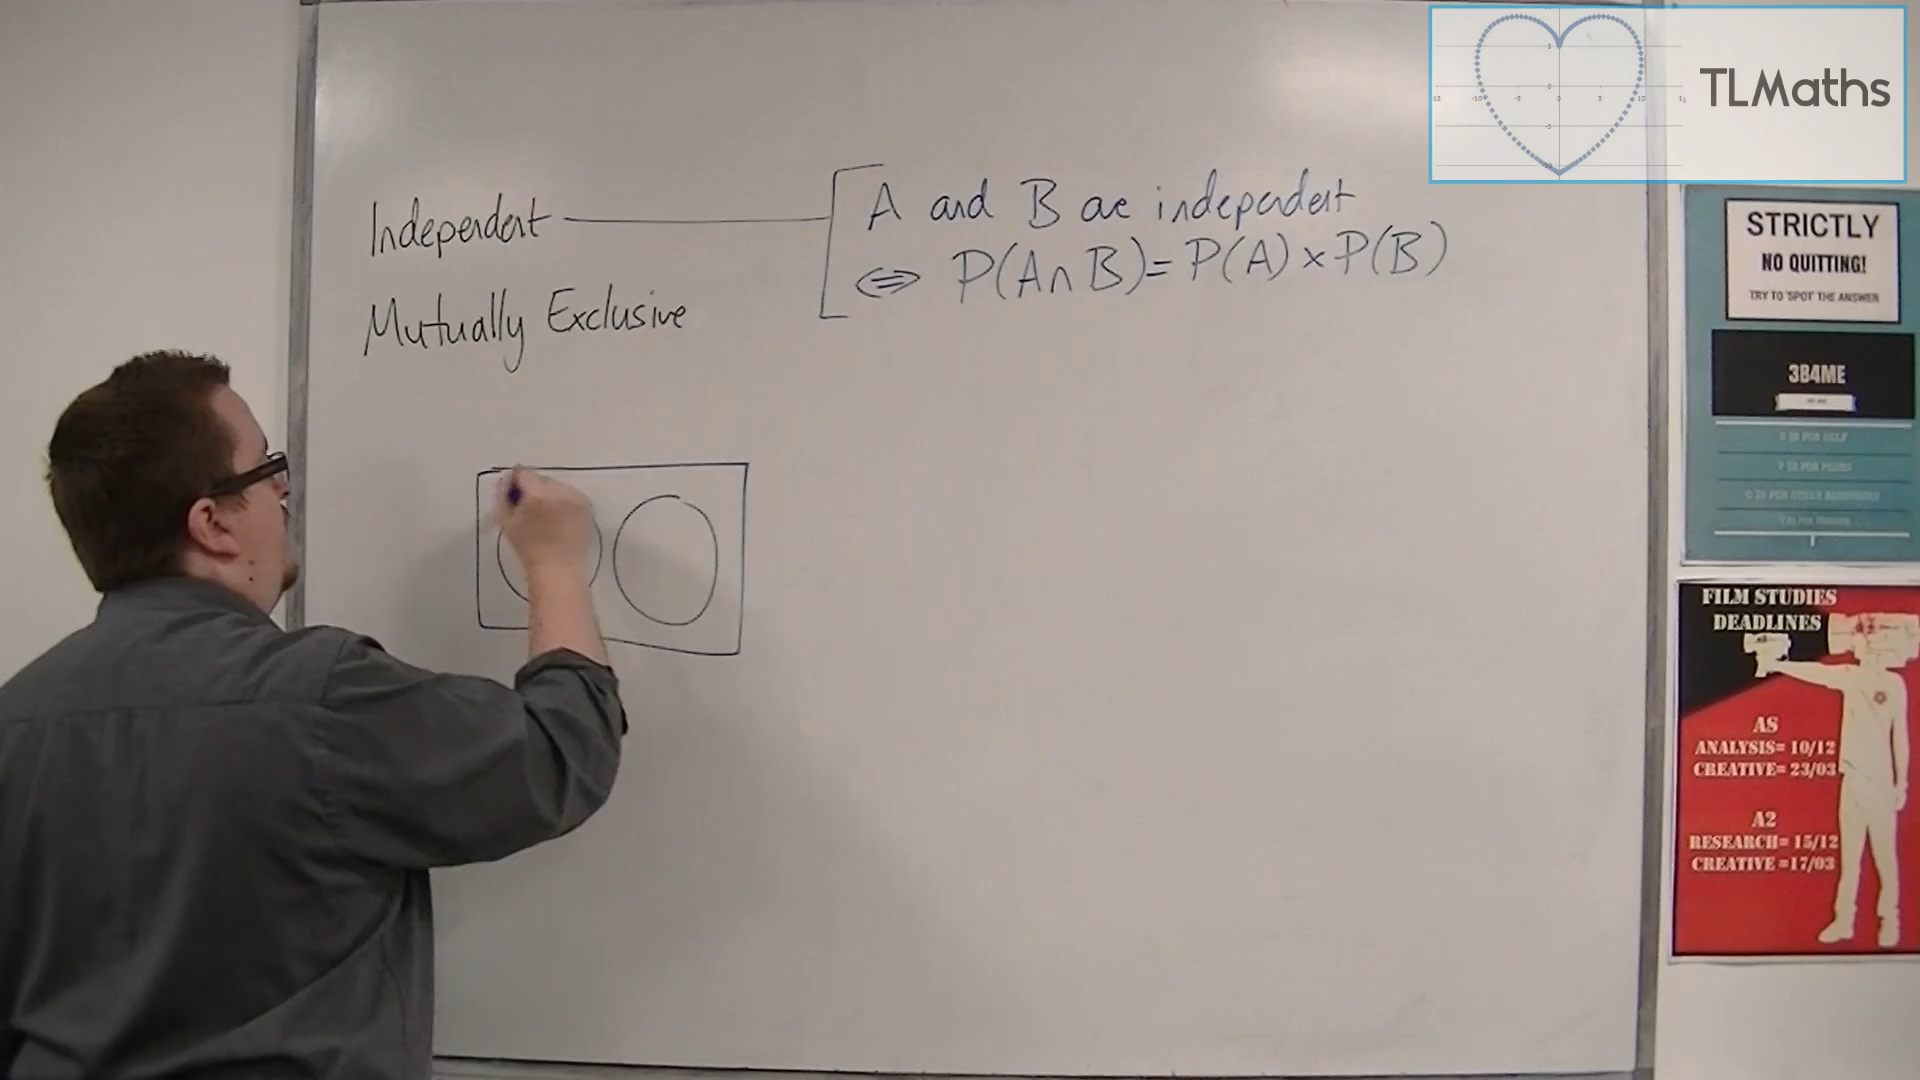 TLMaths
Independent
Mutually Exclusive
A and B are independent
⇔ P(A∩B)=P(A)×P(B)
STRICTLY
NO QUITTING!
TRY TO 'SPOT' THE ANSWER
3B4ME
FILM STUDIES
DEADLINES
AS
ANALYSIS= 10/12
CREATIVE= 23/03
A2
RESEARCH= 15/12
CREATIVE =17/03